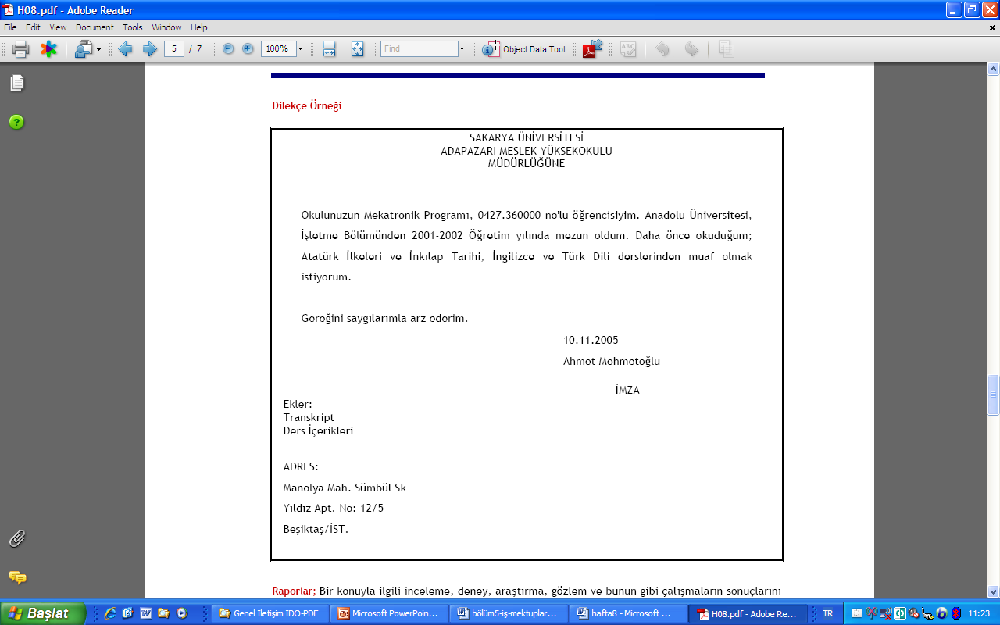 H08.pdf - Adobe Reader
File Edit View Document Tools Window Help
5 / 7 100% Find Object Data Tool
Dilekçe Örneği
SAKARYA ÜNİVERSİTESİ
ADAPAZARI MESLEK YÜKSEKOKULU
MÜDÜRLÜĞÜNE
Okulunuzun Mekatronik Programı, 0427.360000 no'lu öğrencisiyim. Anadolu Üniversitesi,
İşletme Bölümünden 2001-2002 Öğretim yılında mezun oldum. Daha önce okuduğum;
Atatürk İlkeleri ve İnkılap Tarihi, İngilizce ve Türk Dili derslerinden muaf olmak
istiyorum.
Gereğini saygılarımla arz ederim.
10.11.2005
Ahmet Mehmetoğlu
İMZA
Ekler:
Transkript
Ders İçerikleri
ADRES:
Manolya Mah. Sümbül Sk
Yıldız Apt. No: 12/5
Beşiktaş/İST.
Raporlar; Bir konuyla ilgili inceleme, deney, araştırma, gözlem ve bunun gibi çalışmaların sonuçlarını
Başlat Genel İletişim IDO-PDF Microsoft PowerPoin... bölüm5-iş-mektuplar... hafta8 - Microsoft W... H08.pdf - Adobe Re... TR 11:23